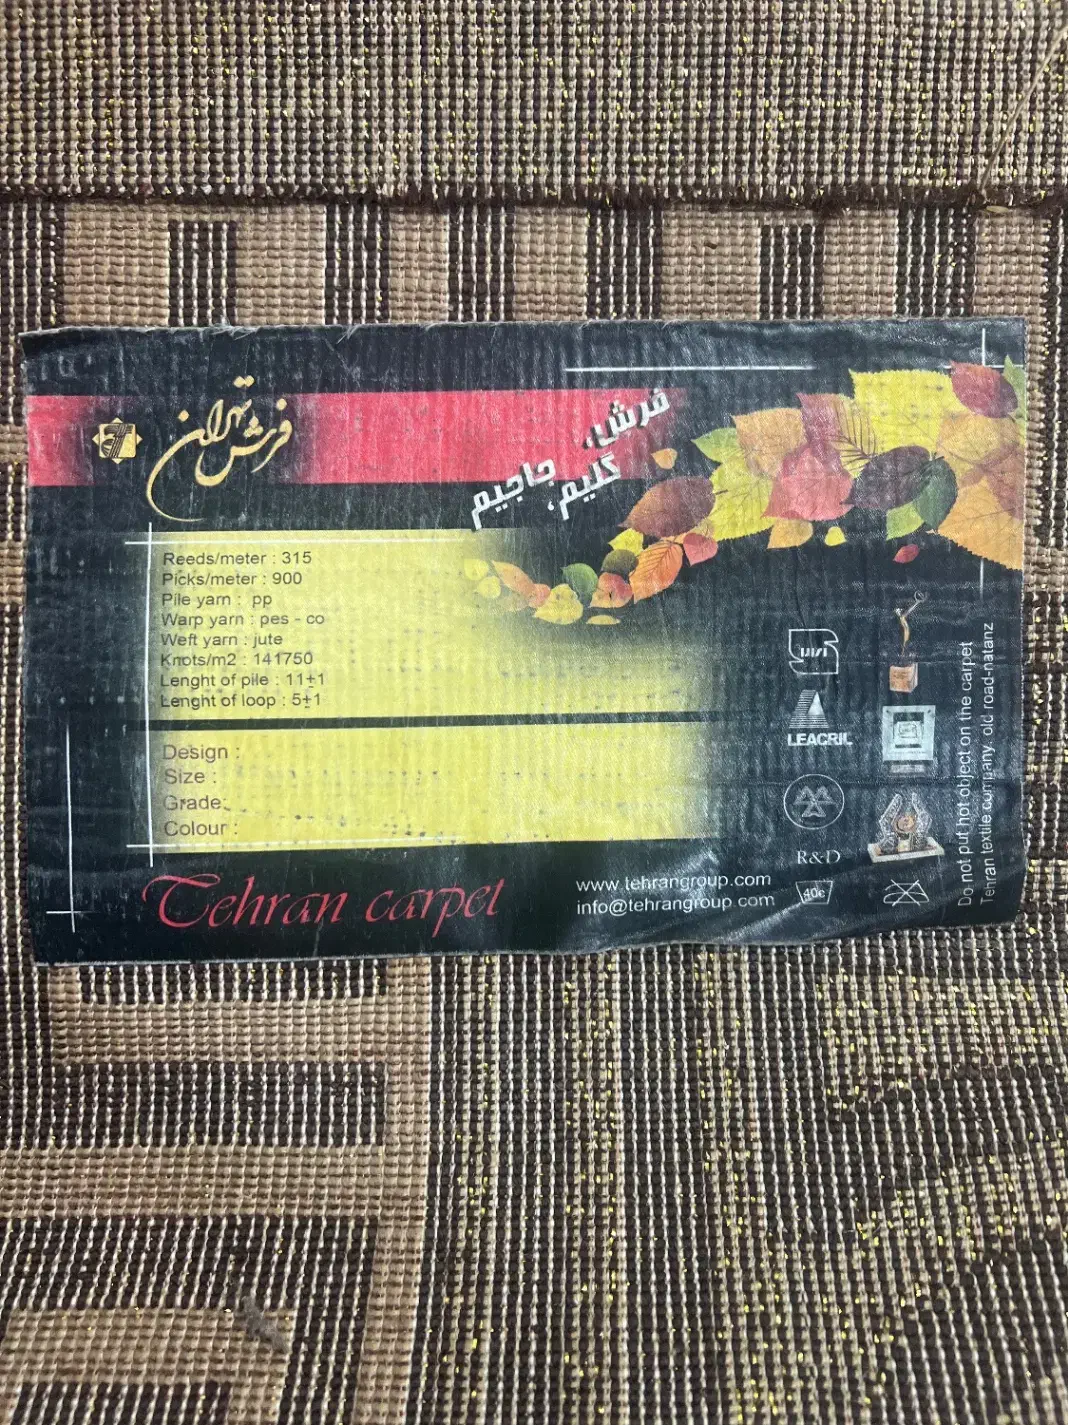 فرش تهران
فرش،
گلیم، جاجیم
Reeds/meter : 315
Picks/meter : 900
Pile yarn : pp
Warp yarn : pes - co
Weft yarn : jute
Knots/m2 : 141750
Lenght of pile : 11±1
Lenght of loop : 5±1
Design :
Size :
Grade:
Colour :
Tehran carpet
www.tehrangroup.com
info@tehrangroup.com
ISIRI
LEACRIL
R&D
40c
Do not put hot object on the carpet
Tehran textile company. old road-natanz